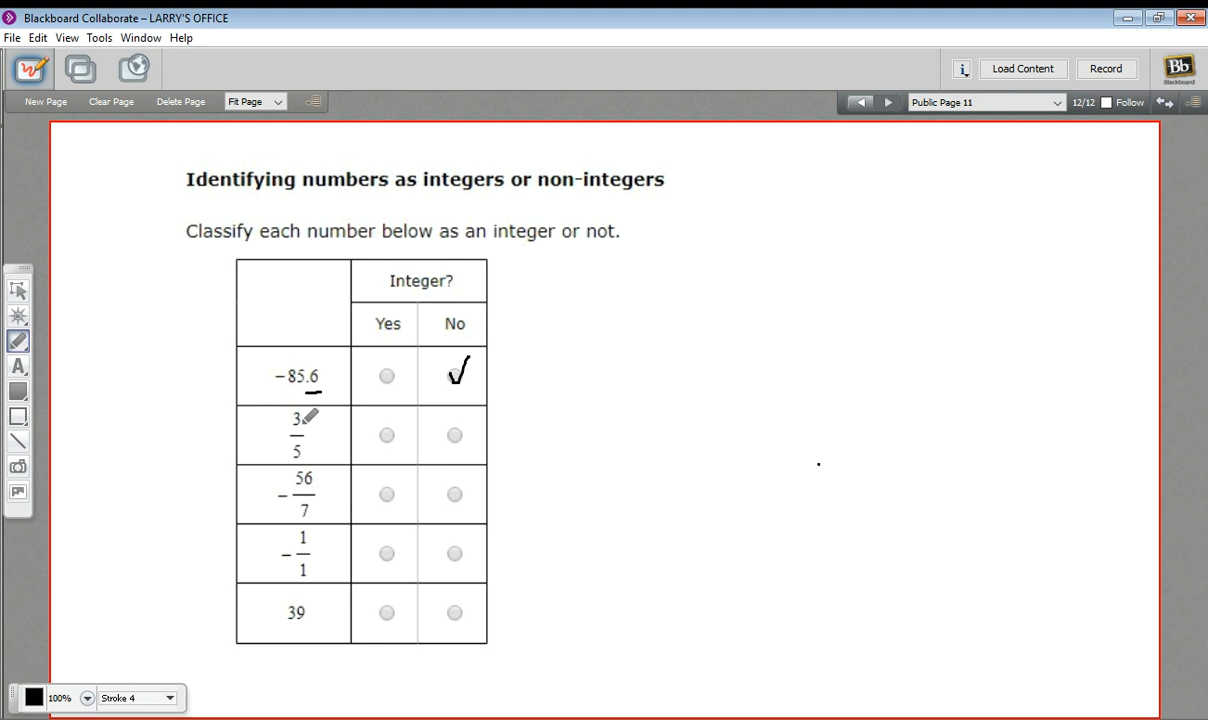 Blackboard Collaborate – LARRY'S OFFICE
File Edit View Tools Window Help
i Load Content Record Bb
Blackboard
New Page Clear Page Delete Page Fit Page Public Page 11 12/12 Follow
Identifying numbers as integers or non-integers
Classify each number below as an integer or not.
Integer?
Yes No
−85.6
3
5
− 56
7
− 1
1
39
A
100% Stroke 4